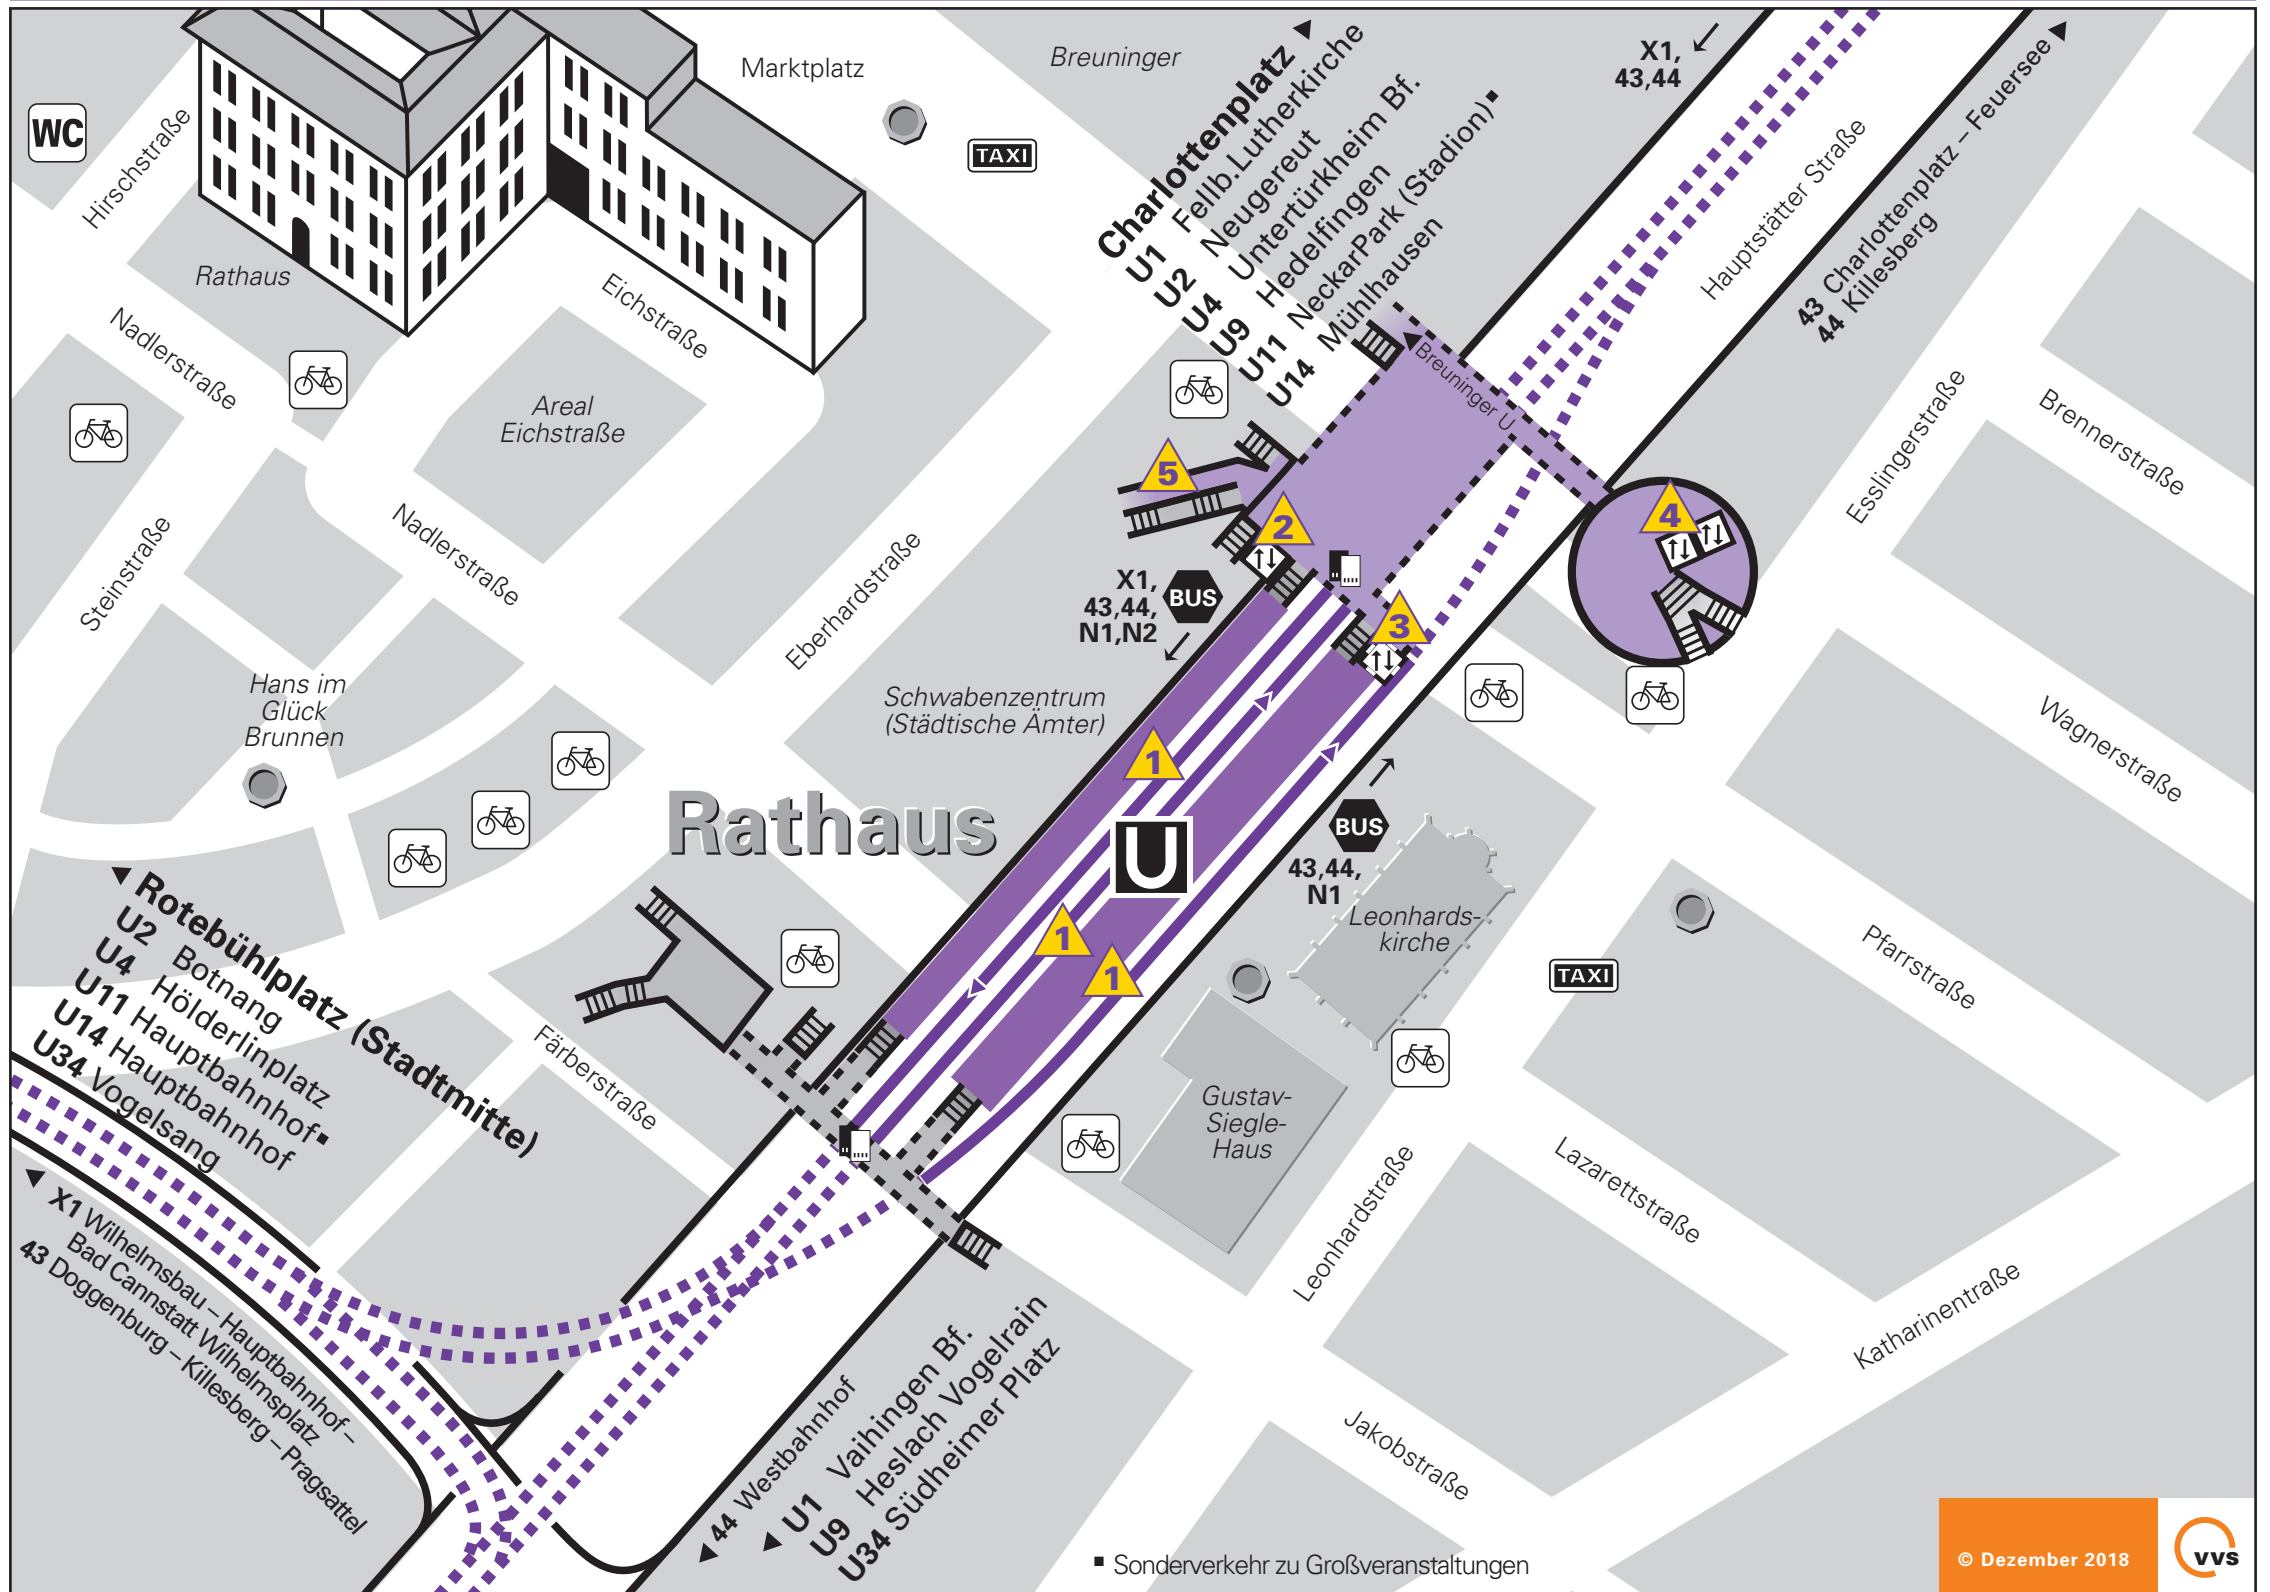 WC
Hirschstraße
Rathaus
Nadlerstraße
Marktplatz
Eichstraße
Areal
Eichstraße
Breuninger
TAXI
Charlottenplatz
U1 Fellb.Lutherkirche
U2 Neugereut
U4 Untertürkheim Bf.
U9 Hedelfingen
U11 NeckarPark (Stadion)▪
U14 Mühlhausen
X1,
43,44
Hauptstätter Straße
43 Charlottenplatz – Feuersee
44 Killesberg
Breuninger U
Esslingerstraße
Brennerstraße
Wagnerstraße
Steinstraße
Nadlerstraße
Eberhardstraße
5
2
4
3
X1,
43,44,
N1,N2
BUS
Hans im
Glück
Brunnen
Schwabenzentrum
(Städtische Ämter)
1
Rathaus
U
BUS
43,44,
N1
Leonhards-
kirche
1
1
TAXI
Pfarrstraße
Rotebühlplatz (Stadtmitte)
U2 Botnang
U4 Hölderlinplatz
U11 Hauptbahnhof▪
U14 Hauptbahnhof
U34 Vogelsang
Färberstraße
Gustav-
Siegle-
Haus
Leonhardstraße
Lazarettstraße
Katharinentraße
Jakobstraße
X1 Wilhelmsbau – Hauptbahnhof –
Bad Cannstatt Wilhelmsplatz
43 Doggenburg – Killesberg – Pragsattel
44 Westbahnhof
U1 Vaihingen Bf.
U9 Heslach Vogelrain
U34 Südheimer Platz
▪ Sonderverkehr zu Großveranstaltungen
© Dezember 2018
vvs